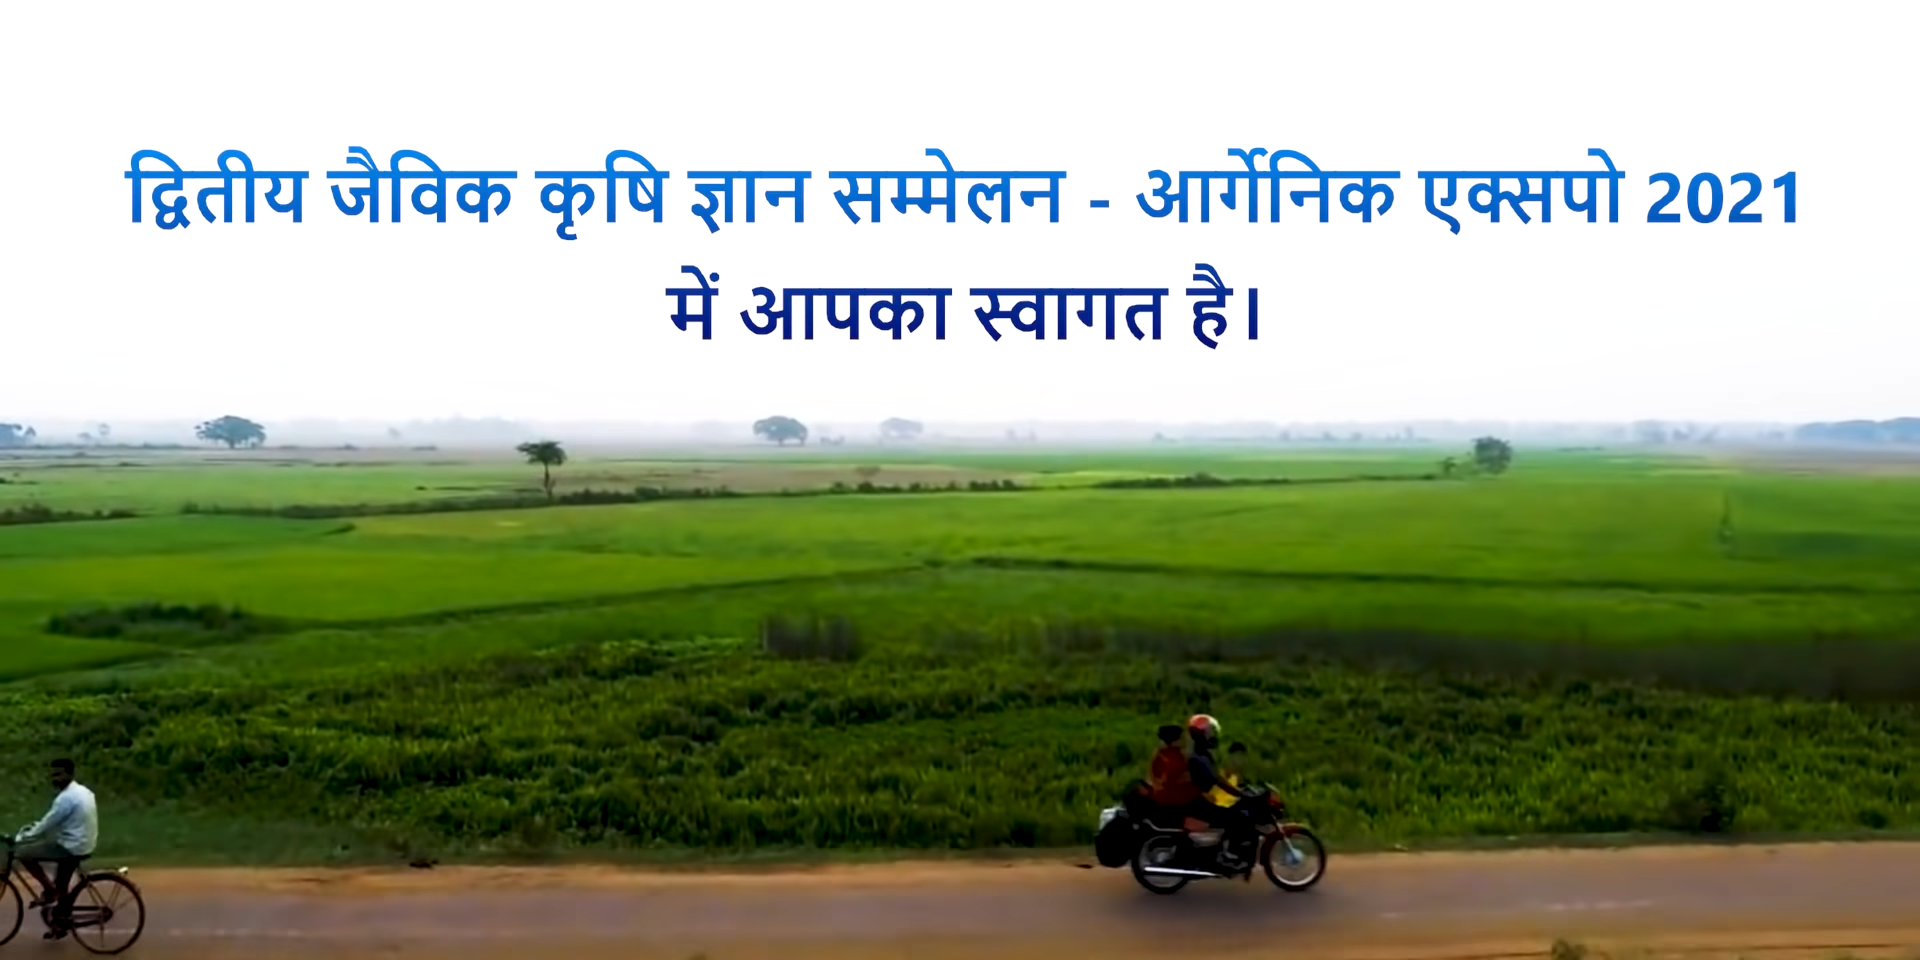 द्वितीय जैविक कृषि ज्ञान सम्मेलन - आर्गेनिक एक्सपो 2021
में आपका स्वागत है।